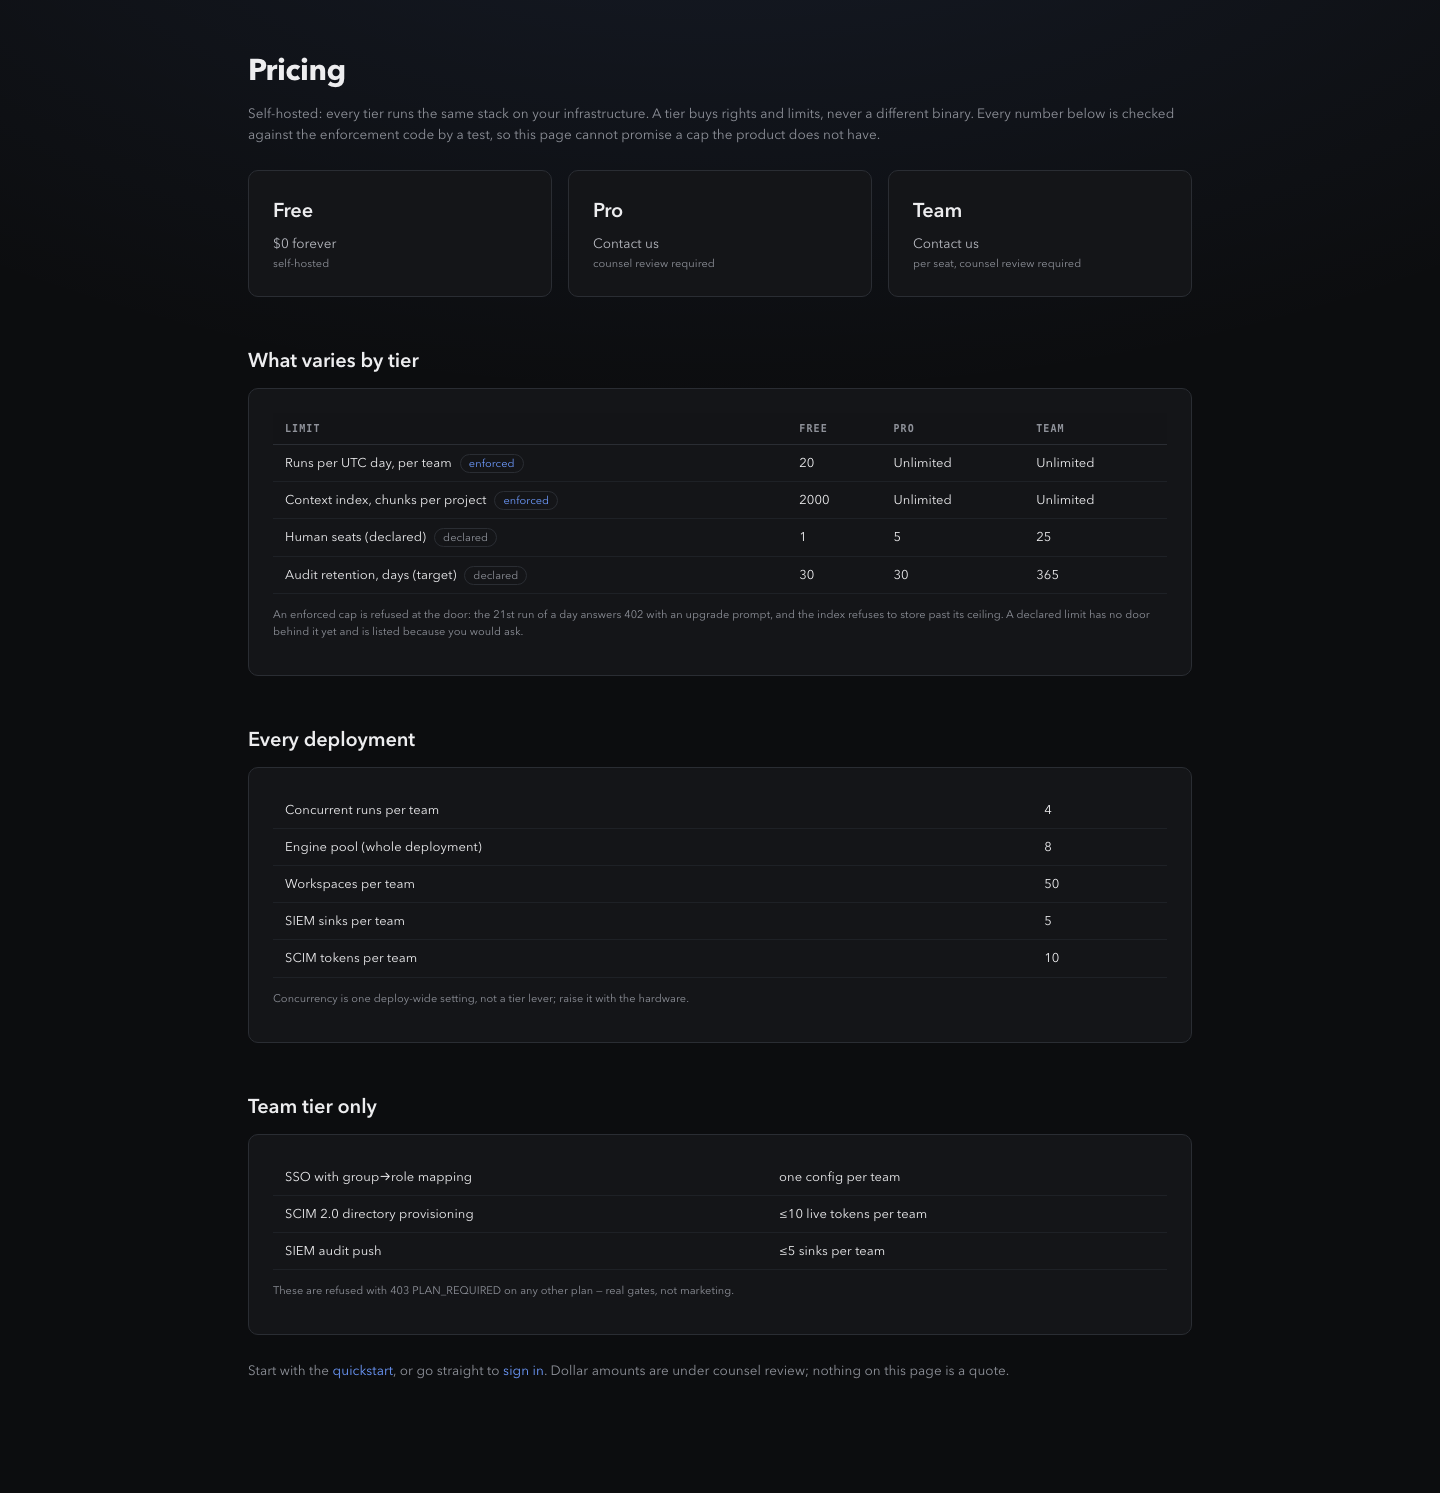 Pricing
Self-hosted: every tier runs the same stack on your infrastructure. A tier buys rights and limits, never a different binary. Every number below is checked
against the enforcement code by a test, so this page cannot promise a cap the product does not have.
Free
$0 forever
self-hosted
Pro
Contact us
counsel review required
Team
Contact us
per seat, counsel review required
What varies by tier
LIMIT FREE PRO TEAM
Runs per UTC day, per team enforced 20 Unlimited Unlimited
Context index, chunks per project enforced 2000 Unlimited Unlimited
Human seats (declared) declared 1 5 25
Audit retention, days (target) declared 30 30 365
An enforced cap is refused at the door: the 21st run of a day answers 402 with an upgrade prompt, and the index refuses to store past its ceiling. A declared limit has no door
behind it yet and is listed because you would ask.
Every deployment
Concurrent runs per team 4
Engine pool (whole deployment) 8
Workspaces per team 50
SIEM sinks per team 5
SCIM tokens per team 10
Concurrency is one deploy-wide setting, not a tier lever; raise it with the hardware.
Team tier only
SSO with group→role mapping one config per team
SCIM 2.0 directory provisioning ≤10 live tokens per team
SIEM audit push ≤5 sinks per team
These are refused with 403 PLAN_REQUIRED on any other plan — real gates, not marketing.
Start with the quickstart, or go straight to sign in. Dollar amounts are under counsel review; nothing on this page is a quote.